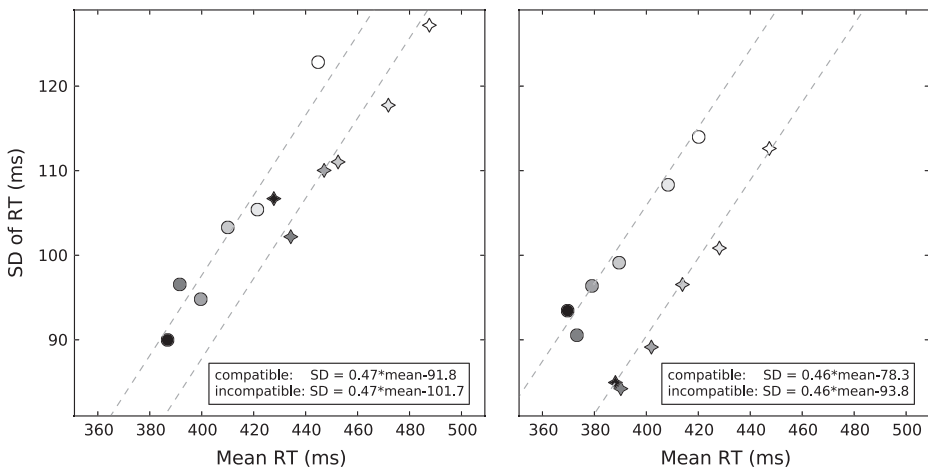 SD of RT (ms)
120
110
100
90
compatible: SD = 0.47*mean-91.8
incompatible: SD = 0.47*mean-101.7
360 380 400 420 440 460 480 500
Mean RT (ms)
compatible: SD = 0.46*mean-78.3
incompatible: SD = 0.46*mean-93.8
360 380 400 420 440 460 480 500
Mean RT (ms)